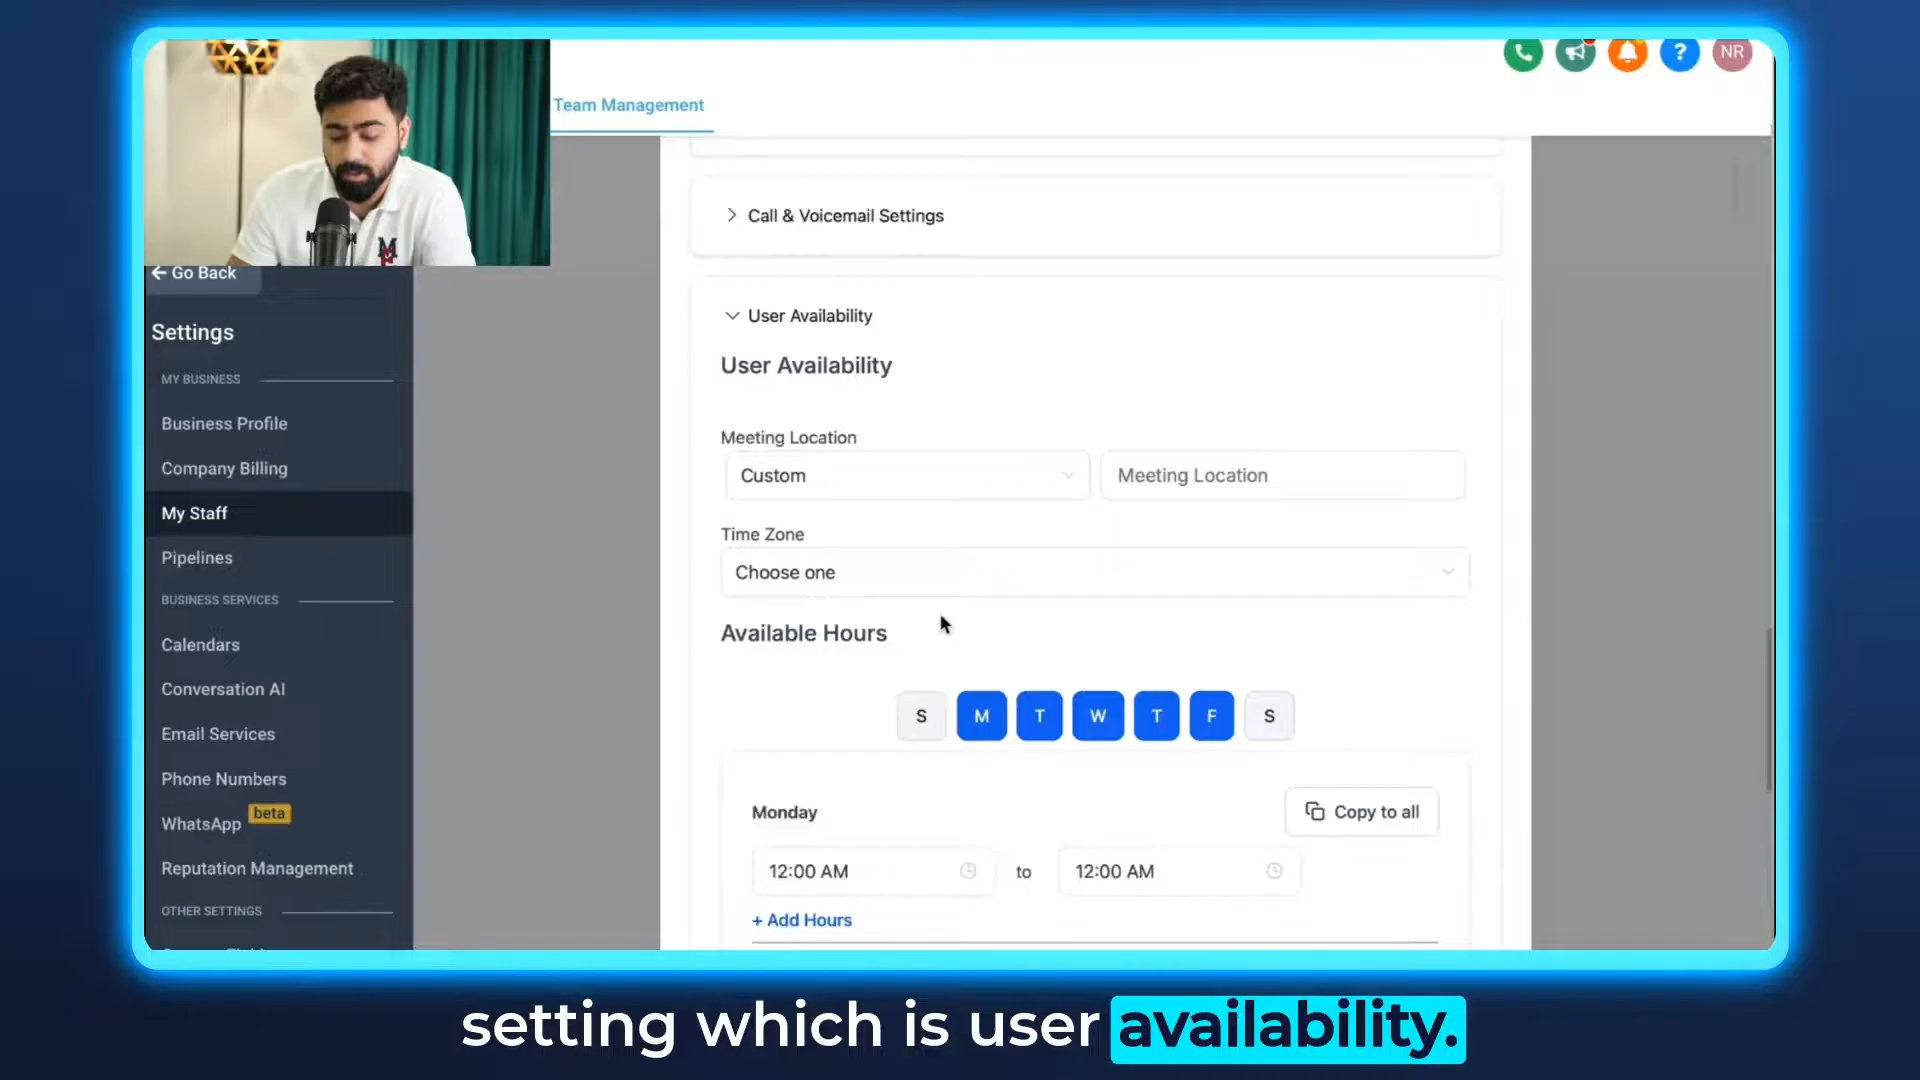 NR
Team Management
Call & Voicemail Settings
Go Back
Settings
MY BUSINESS
Business Profile
Company Billing
My Staff
Pipelines
BUSINESS SERVICES
Calendars
Conversation AI
Email Services
Phone Numbers
WhatsApp beta
Reputation Management
OTHER SETTINGS
User Availability
User Availability
Meeting Location
Custom
Meeting Location
Time Zone
Choose one
Available Hours
S M T W T F S
Monday
Copy to all
12:00 AM to 12:00 AM
+ Add Hours
setting which is user availability.